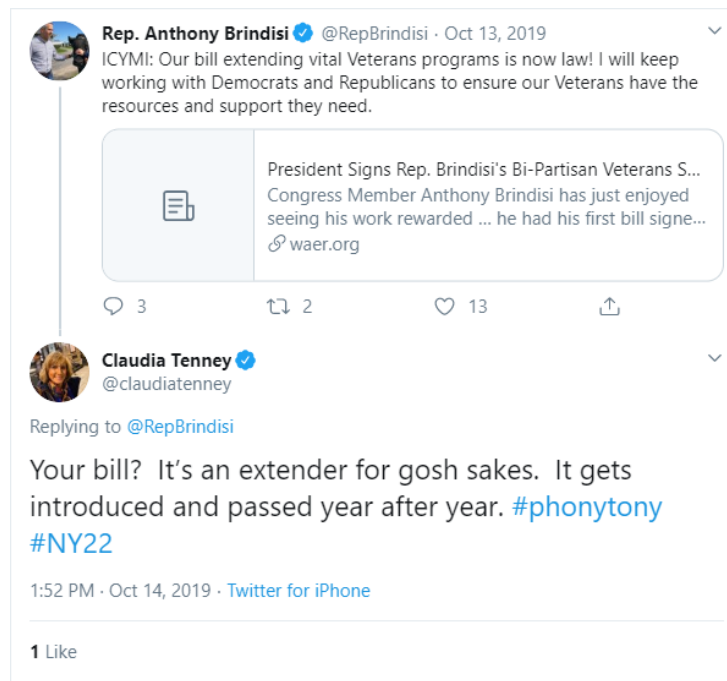 Rep. Anthony Brindisi @RepBrindisi · Oct 13, 2019
ICYMI: Our bill extending vital Veterans programs is now law! I will keep
working with Democrats and Republicans to ensure our Veterans have the
resources and support they need.
President Signs Rep. Brindisi's Bi-Partisan Veterans S...
Congress Member Anthony Brindisi has just enjoyed
seeing his work rewarded ... he had his first bill signe...
waer.org
3 2 13
Claudia Tenney
@claudiatenney
Replying to @RepBrindisi
Your bill?  It’s an extender for gosh sakes.  It gets
introduced and passed year after year. #phonytony
#NY22
1:52 PM · Oct 14, 2019 · Twitter for iPhone
1 Like